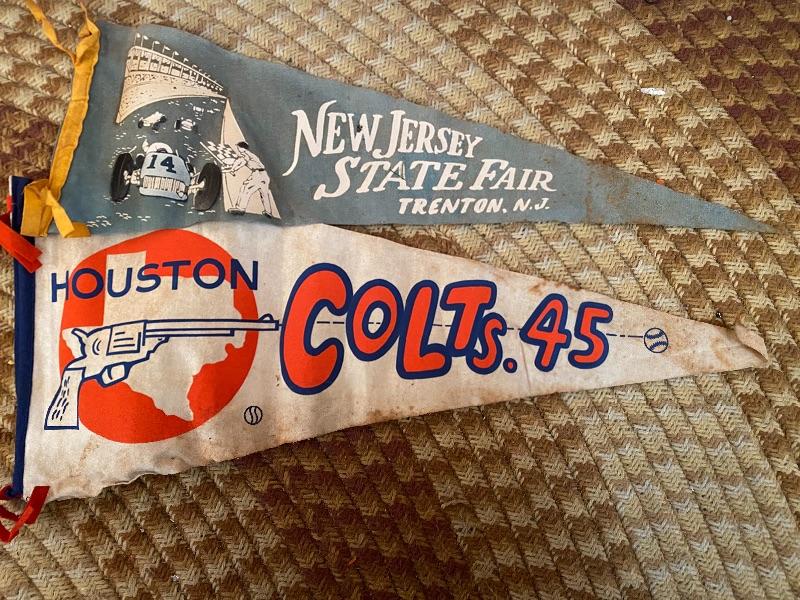 NEW JERSEY
STATE FAIR
TRENTON, N.J.
14
HOUSTON
COLTS. 45